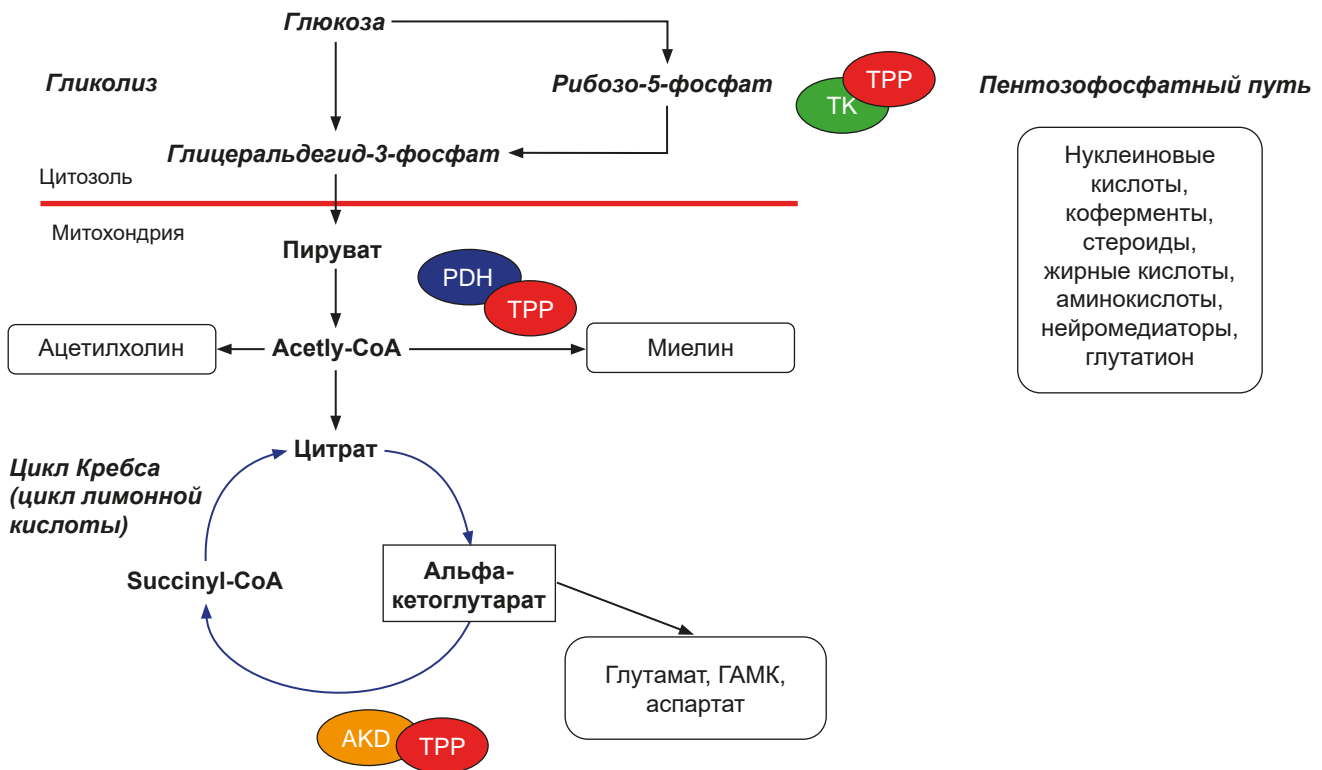 Глюкоза
Гликолиз
Рибозо-5-фосфат
TPP
TK
Пентозофосфатный путь
Глицеральдегид-3-фосфат
Цитозоль
Митохондрия
Нуклеиновые
кислоты,
коферменты,
стероиды,
жирные кислоты,
аминокислоты,
нейромедиаторы,
глутатион
Пируват
PDH
TPP
Ацетилхолин
Acetly-CoA
Миелин
Цитрат
Цикл Кребса
(цикл лимонной
кислоты)
Succinyl-CoA
Альфа-
кетоглутарат
Глутамат, ГАМК,
аспартат
AKD
TPP